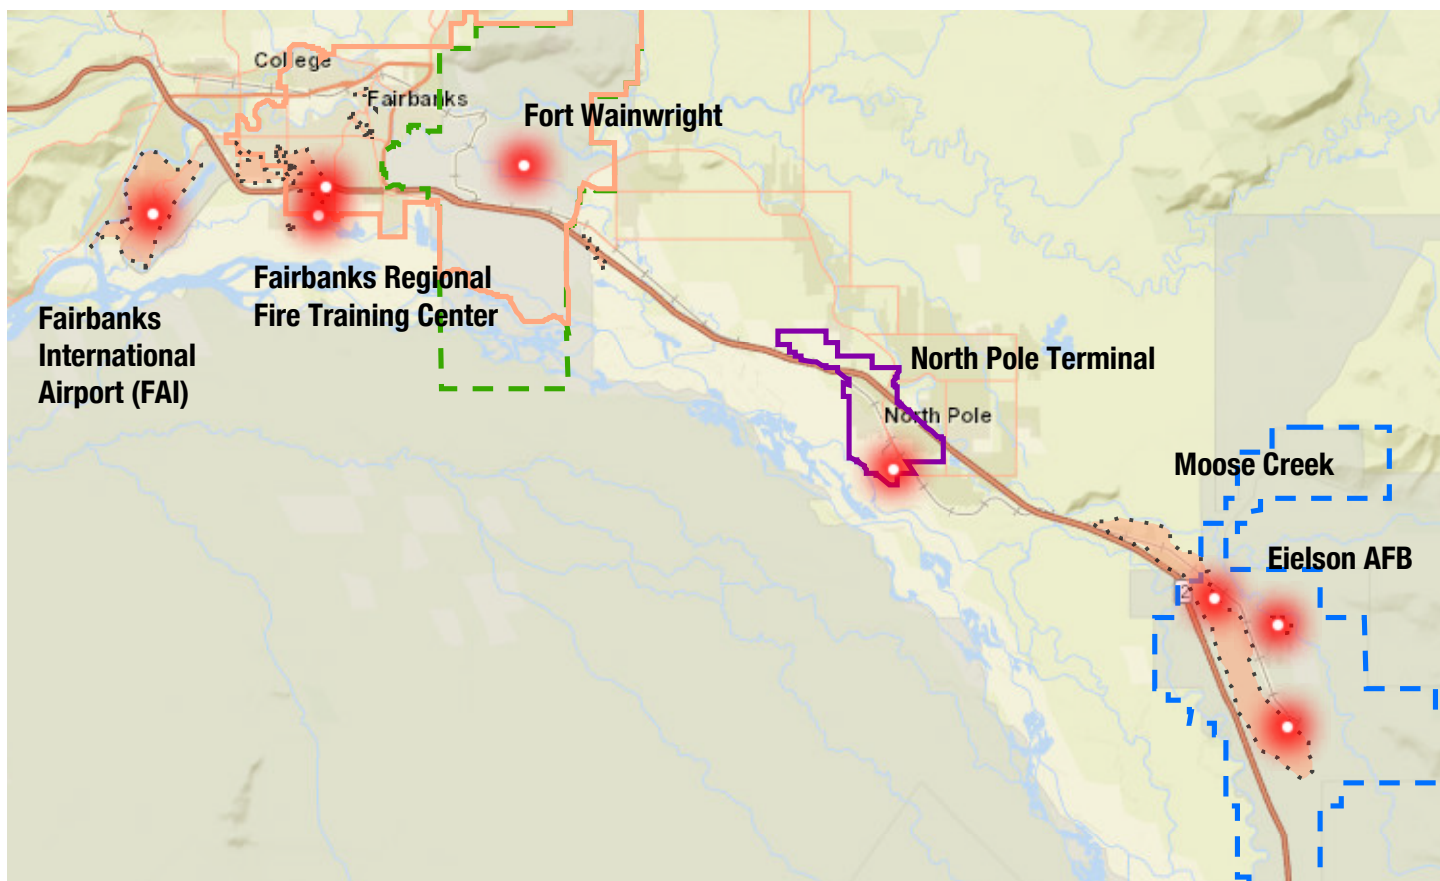 College
Fairbanks
Fort Wainwright
Fairbanks Regional
Fire Training Center
Fairbanks
International
Airport (FAI)
North Pole Terminal
North Pole
Moose Creek
Eielson AFB
2